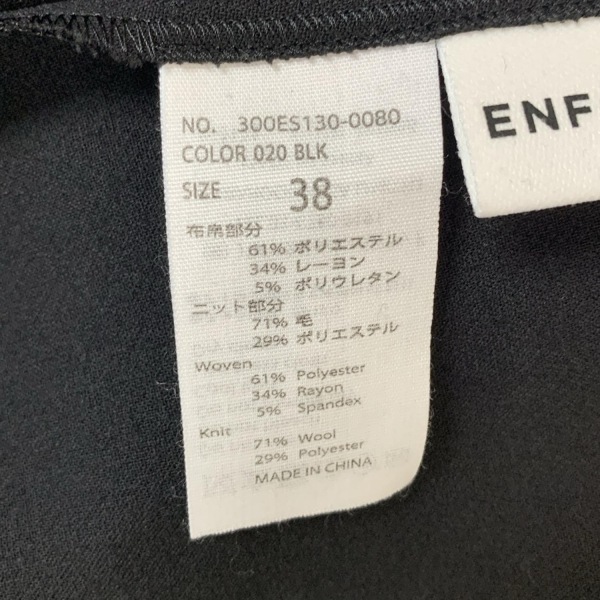 NO. 300ES130-0080
COLOR 020 BLK
SIZE 38
布帛部分
61% ポリエステル
34% レーヨン
5% ポリウレタン
ニット部分
71% 毛
29% ポリエステル
Woven
61% Polyester
34% Rayon
5% Spandex
Knit
71% Wool
29% Polyester
MADE IN CHINA
ENF